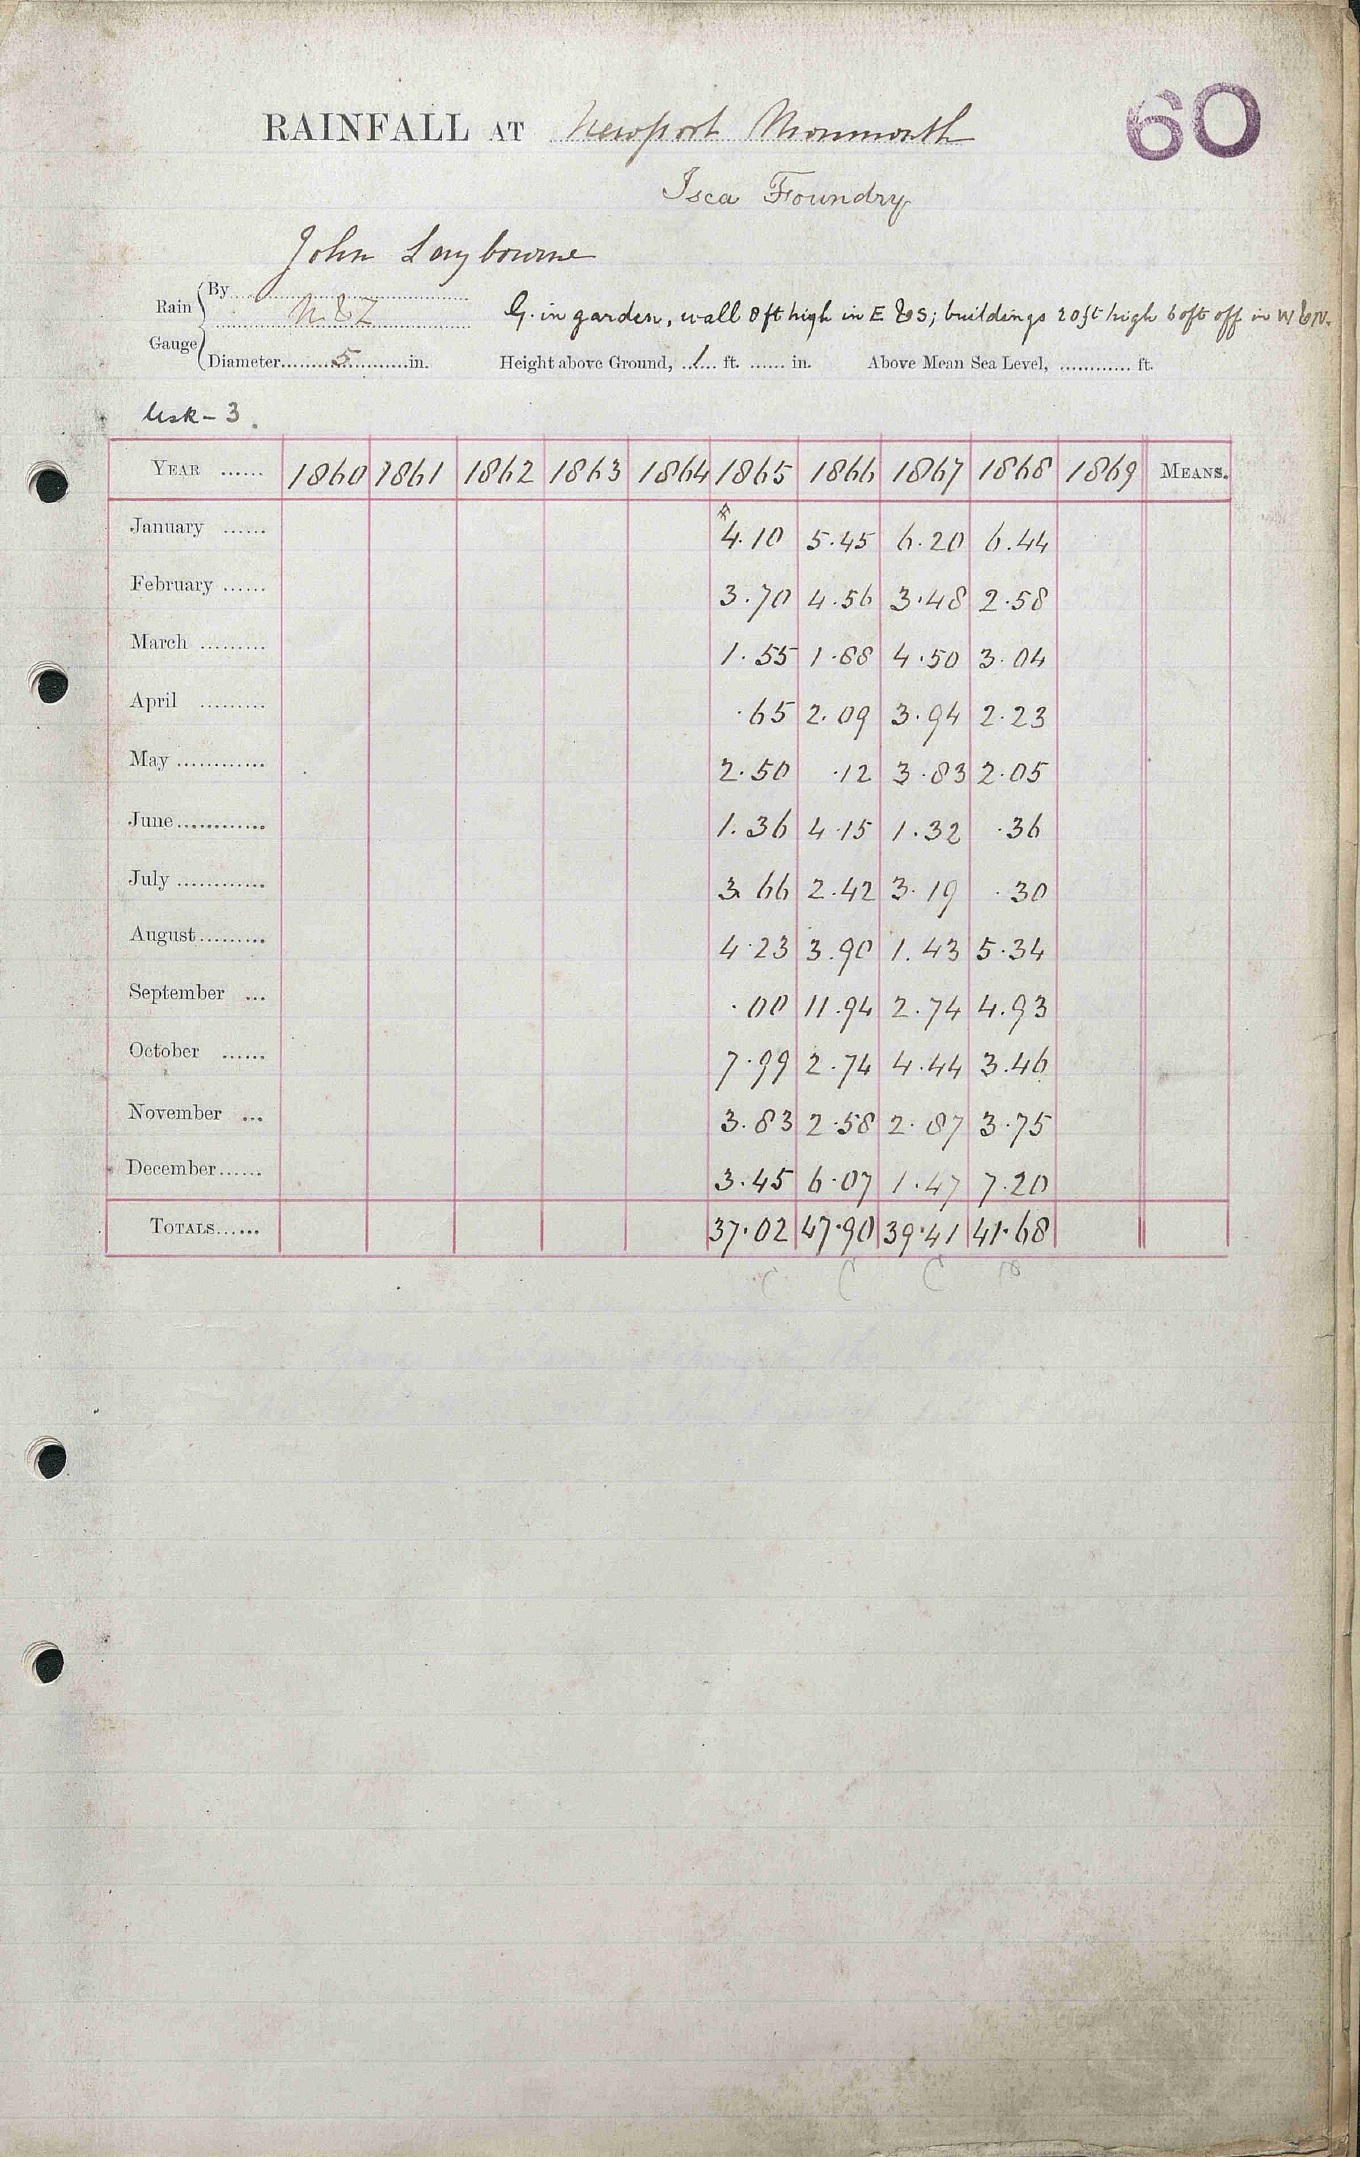 60
RAINFALL AT Newport Monmouth
Isca Foundry
John Laybourne
Rain Gauge { By
N & Z G. in garden, wall 8 ft high in E & S; buildings 20 ft high 60 ft off in W & N.
Diameter 5 in. Height above Ground, 1 ft. in. Above Mean Sea Level, ft.
Usk - 3.
YEAR 1860 1861 1862 1863 1864 1865 1866 1867 1868 1869 MEANS.
January 4.10 5.45 6.20 6.44
February 3.70 4.56 3.48 2.58
March 1.55 1.88 4.50 3.04
April .65 2.09 3.94 2.23
May 2.50 .12 3.83 2.05
June 1.36 4.15 1.32 .36
July 3.66 2.42 3.19 .30
August 4.23 3.90 1.43 5.34
September .00 11.94 2.74 4.93
October 7.99 2.74 4.44 3.46
November 3.83 2.58 2.87 3.75
December 3.45 6.07 1.47 7.20
TOTALS 37.02 47.90 39.41 41.68
C C C